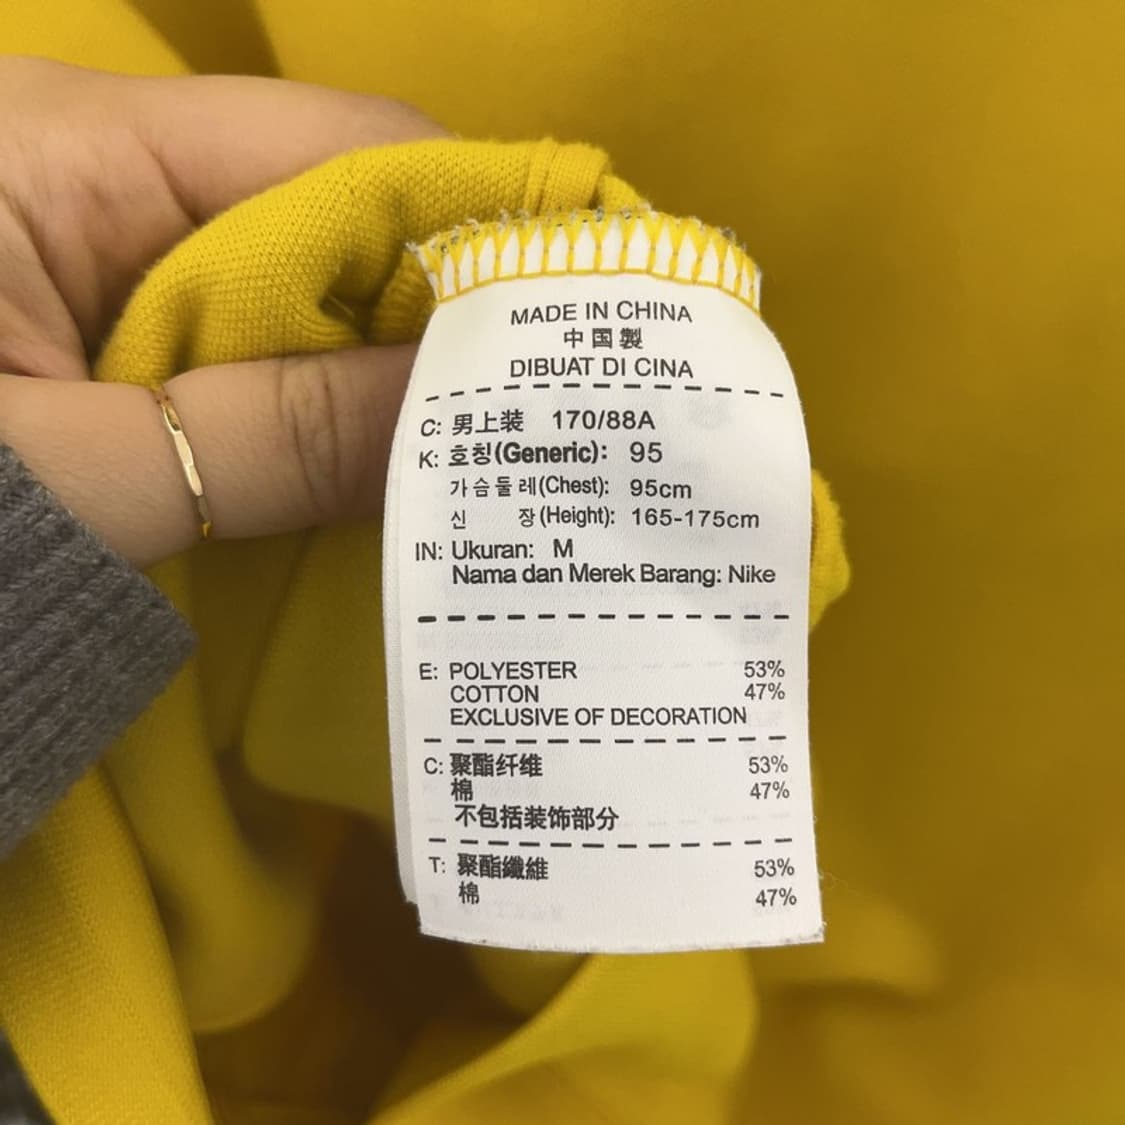 MADE IN CHINA
中国製
DIBUAT DI CINA
C: 男上装 170/88A
K: 호칭(Generic): 95
가슴둘레(Chest): 95cm
신 장(Height): 165-175cm
IN: Ukuran: M
Nama dan Merek Barang: Nike
E: POLYESTER 53%
COTTON 47%
EXCLUSIVE OF DECORATION
C: 聚酯纤维 53%
棉 47%
不包括装饰部分
T: 聚酯纖維 53%
棉 47%